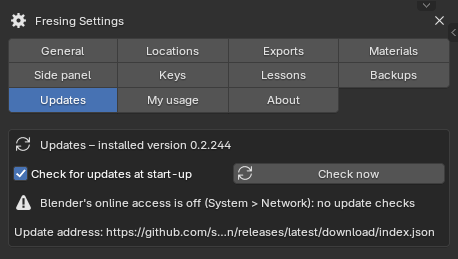 Fresing Settings
General Locations Exports Materials
Side panel Keys Lessons Backups
Updates My usage About
Updates – installed version 0.2.244
Check for updates at start-up Check now
Blender's online access is off (System > Network): no update checks
Update address: https://github.com/s...n/releases/latest/download/index.json